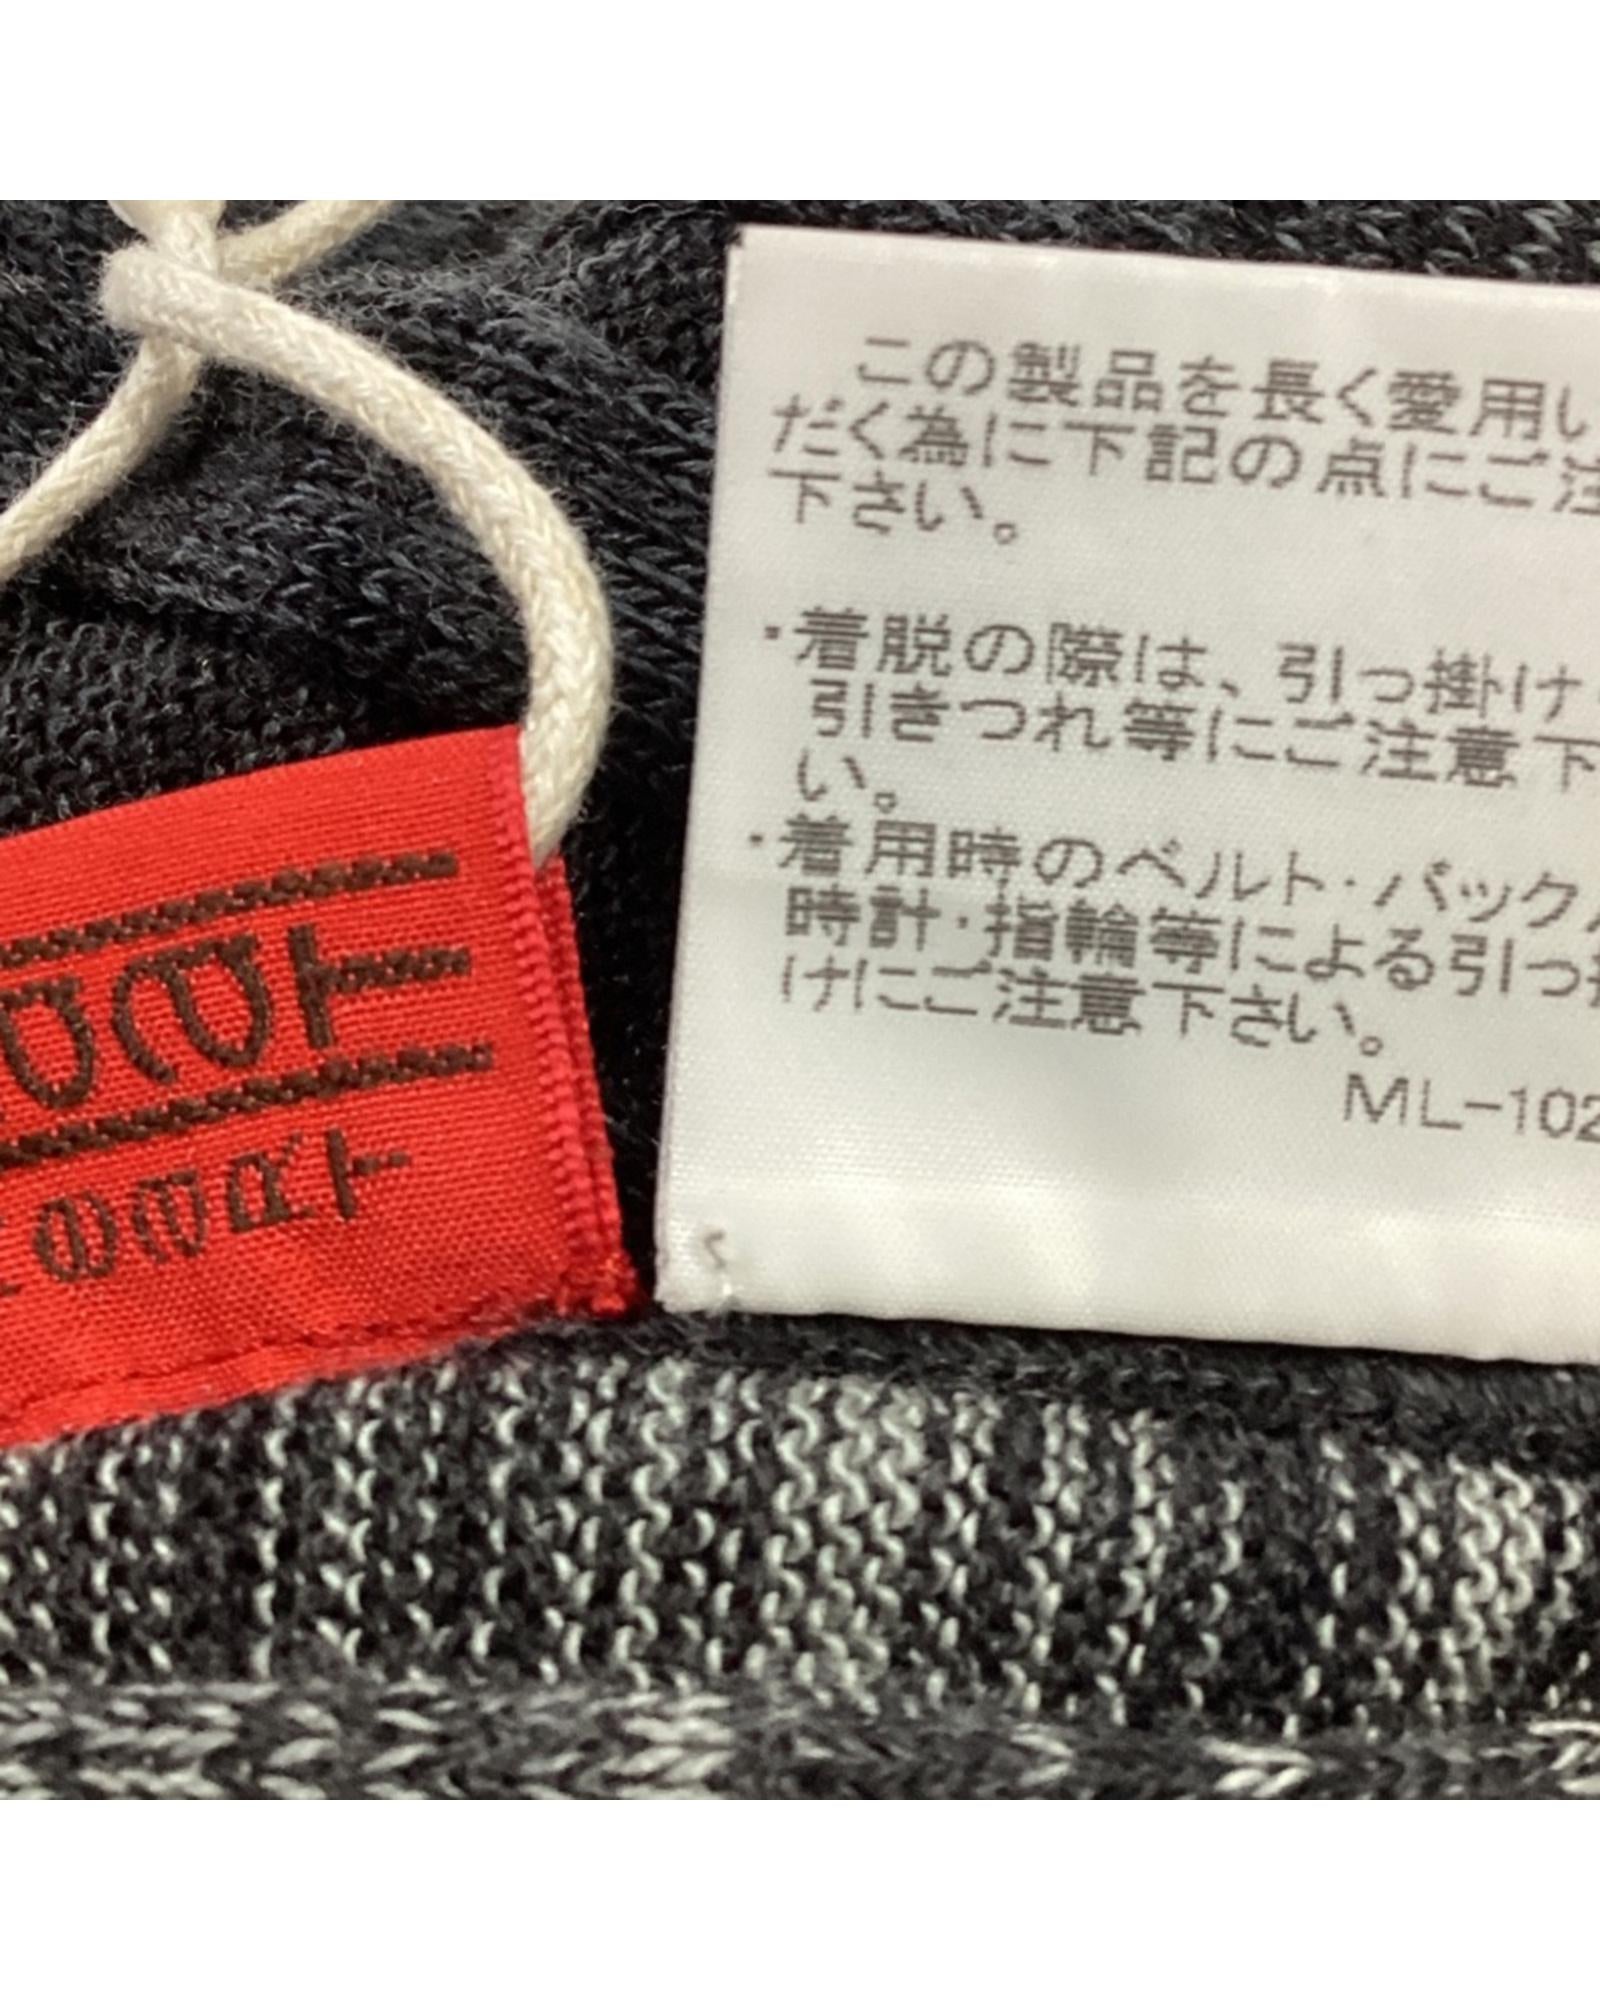 この製品を長く愛用い
だく為に下記の点にご注
下さい。
・着脱の際は、引っ掛け
引きつれ等にご注意下
い。
・着用時のベルト・バック
時計・指輪等による引っ掛
けにご注意下さい。
ML-102